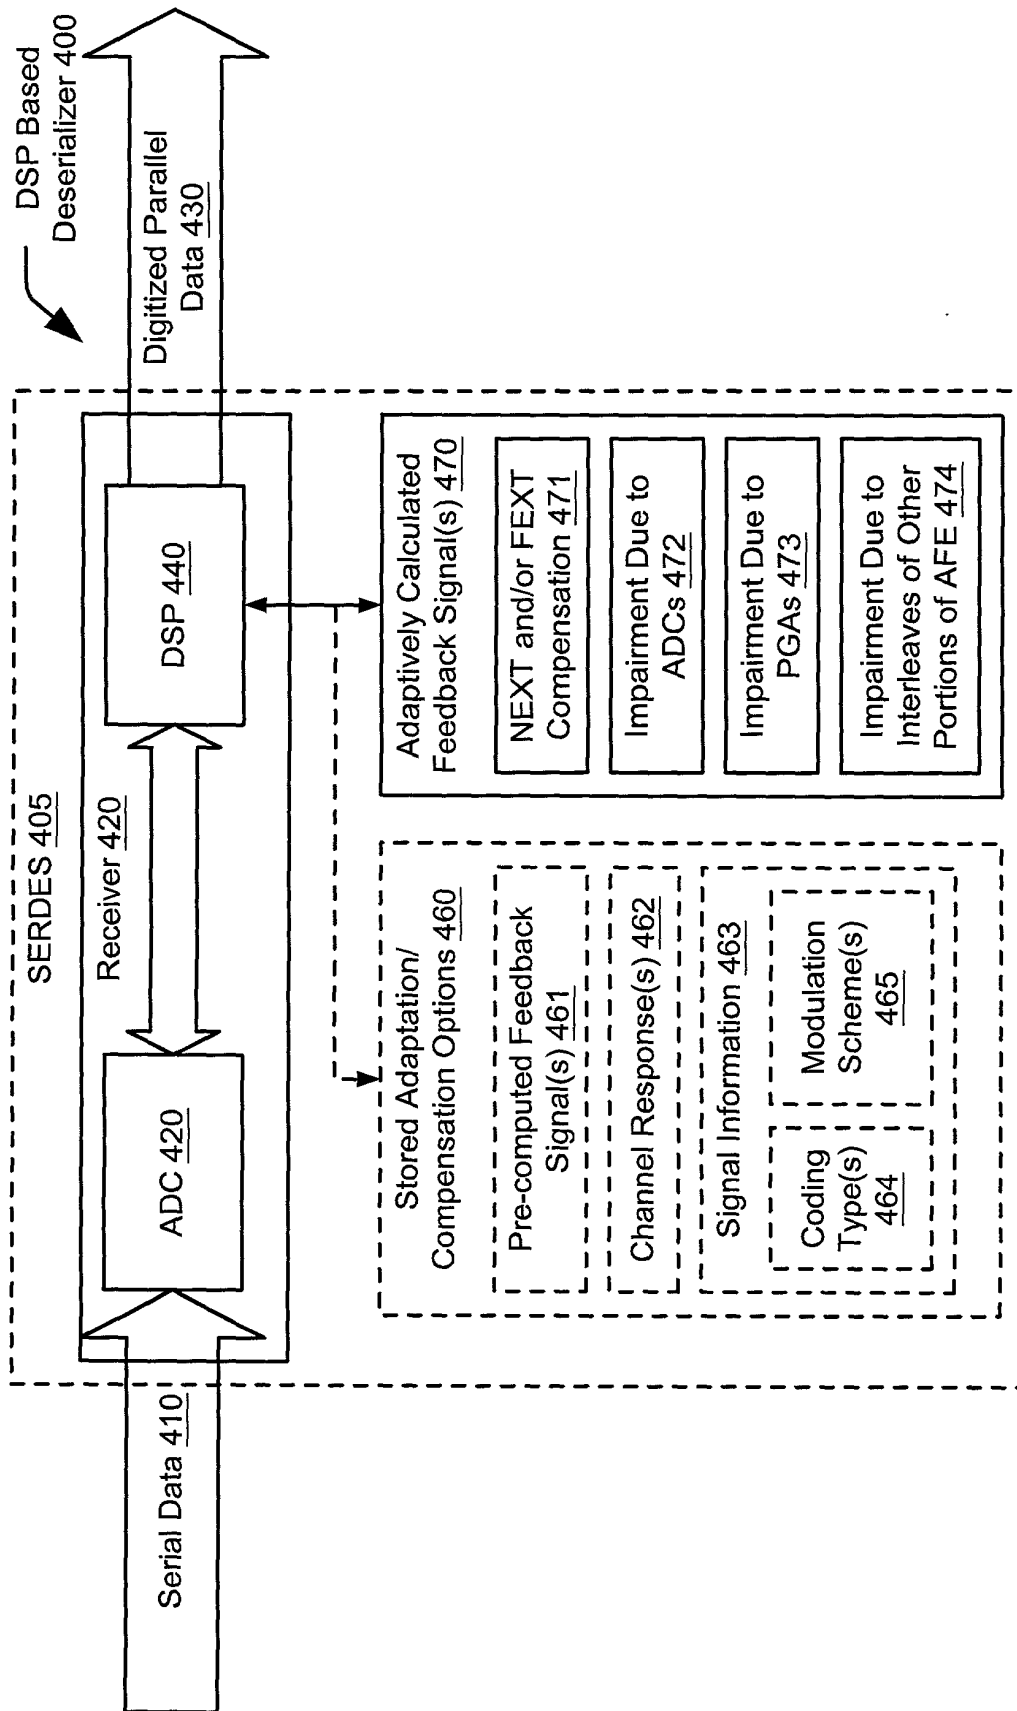 DSP Based
Deserializer 400
SERDES 405
Serial Data 410
Receiver 420
ADC 420
DSP 440
Digitized Parallel
Data 430
Stored Adaptation/
Compensation Options 460
Pre-computed Feedback
Signal(s) 461
Channel Response(s) 462
Signal Information 463
Coding
Type(s)
464
Modulation
Scheme(s)
465
Adaptively Calculated
Feedback Signal(s) 470
NEXT and/or FEXT
Compensation 471
Impairment Due to
ADCs 472
Impairment Due to
PGAs 473
Impairment Due to
Interleaves of Other
Portions of AFE 474